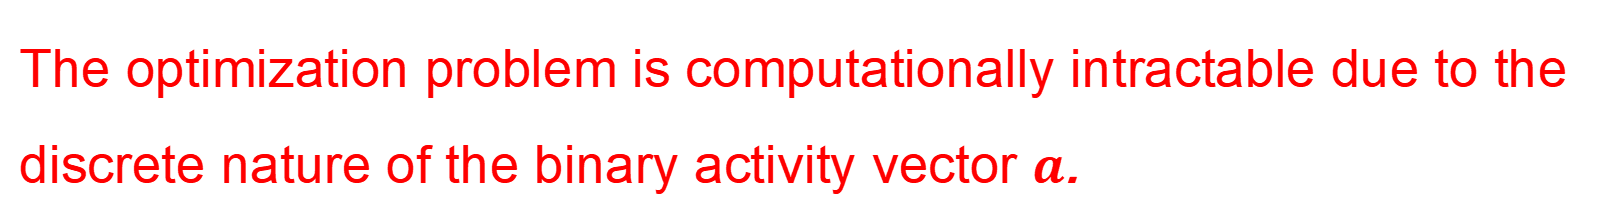 The optimization problem is computationally intractable due to the
discrete nature of the binary activity vector a.